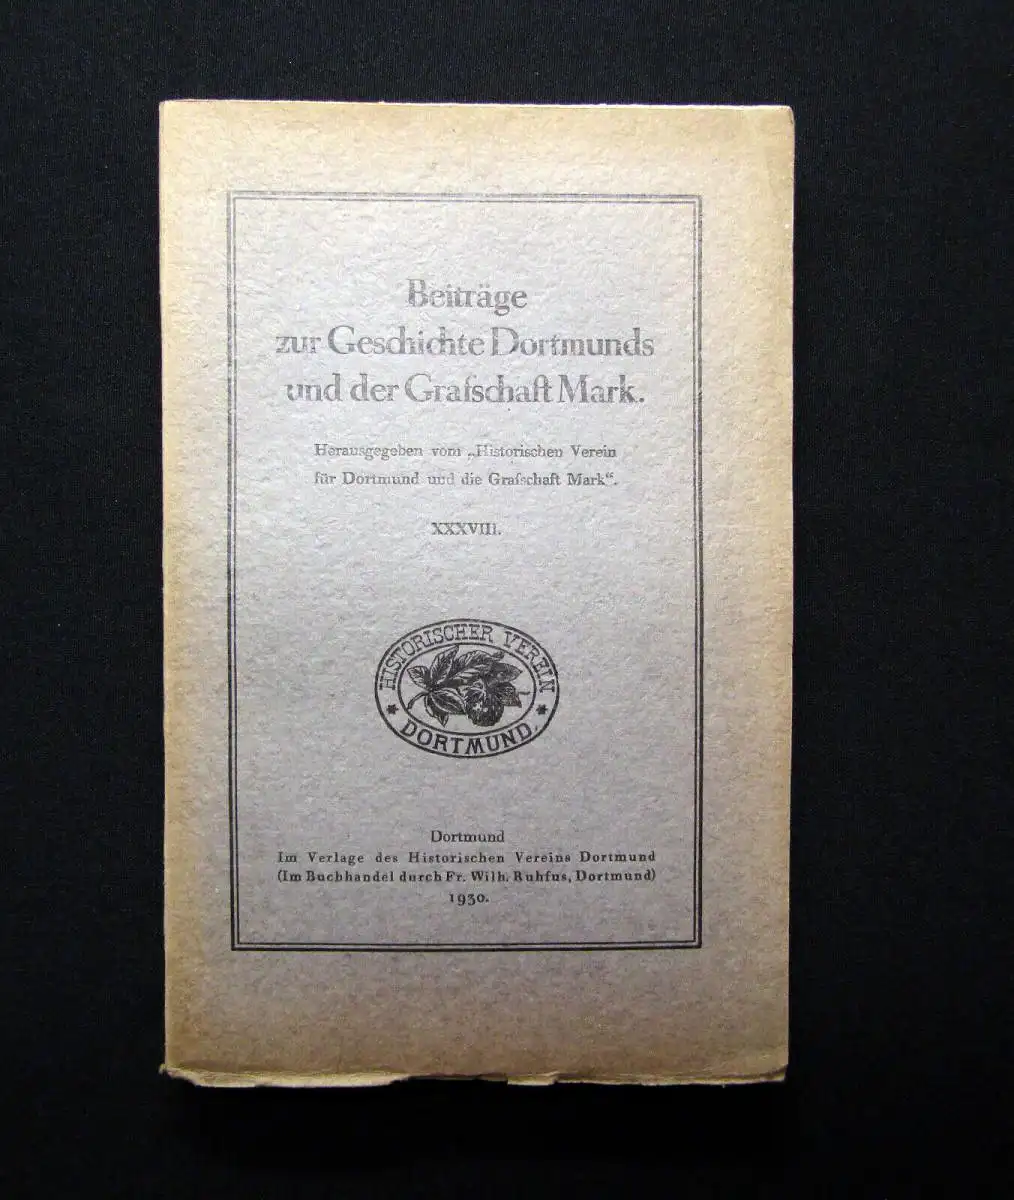 Beiträge
zur Geschichte Dortmunds
und der Grafschaft Mark.
Herausgegeben vom „Historischen Verein
für Dortmund und die Grafschaft Mark“.
XXXVIII.
HISTORISCHER VEREIN
* DORTMUND. *
Dortmund
Im Verlage des Historischen Vereins Dortmund
(Im Buchhandel durch Fr. Wilh. Ruhfus, Dortmund)
1930.